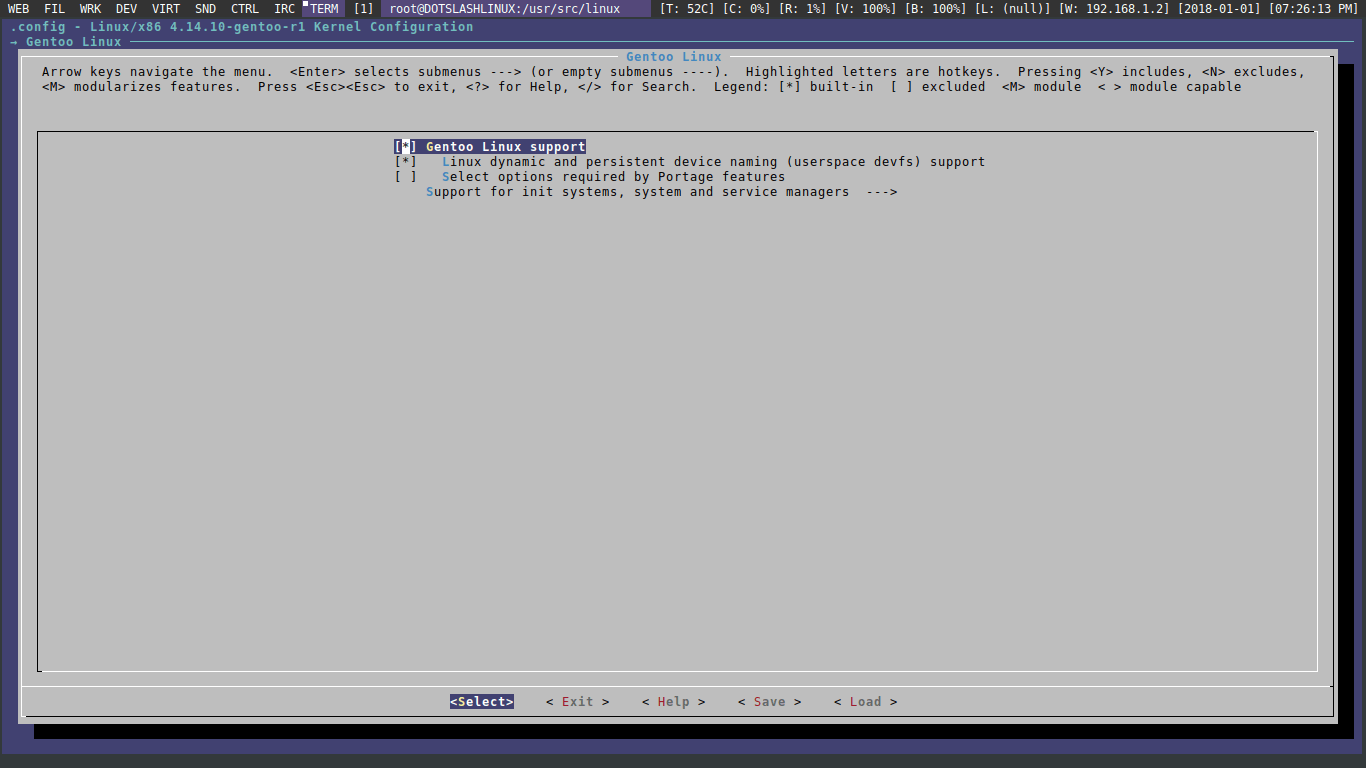 WEB FIL WRK DEV VIRT SND CTRL IRC TERM [1] root@DOTSLASHLINUX:/usr/src/linux [T: 52C] [C: 0%] [R: 1%] [V: 100%] [B: 100%] [L: (null)] [W: 192.168.1.2] [2018-01-01] [07:26:13 PM]
.config - Linux/x86 4.14.10-gentoo-r1 Kernel Configuration
→ Gentoo Linux
Gentoo Linux
Arrow keys navigate the menu.  <Enter> selects submenus ---> (or empty submenus ----).  Highlighted letters are hotkeys.  Pressing <Y> includes, <N> excludes,
<M> modularizes features.  Press <Esc><Esc> to exit, <?> for Help, </> for Search.  Legend: [*] built-in  [ ] excluded  <M> module  < > module capable
[*] Gentoo Linux support
[*]   Linux dynamic and persistent device naming (userspace devfs) support
[ ]   Select options required by Portage features
Support for init systems, system and service managers  --->
<Select>    < Exit >    < Help >    < Save >    < Load >